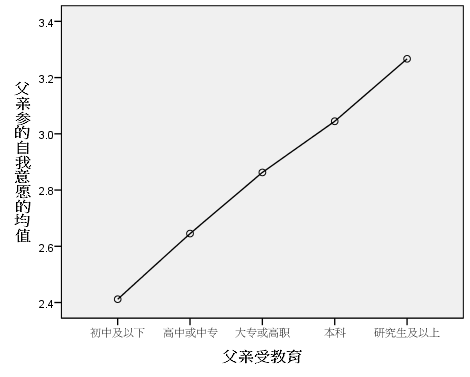 父亲参的自我意愿的均值
3.4
3.2
3.0
2.8
2.6
2.4
初中及以下 高中或中专 大专或高职 本科 研究生及以上
父亲受教育